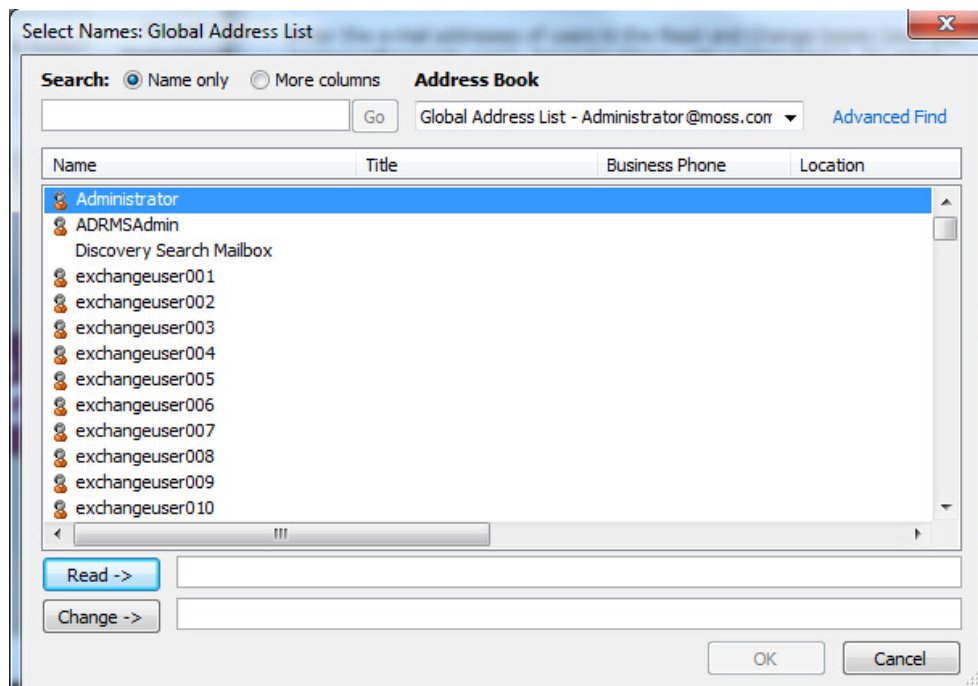 Select Names: Global Address List
Search: Name only More columns Address Book
Go Global Address List - Administrator@moss.com Advanced Find
Name Title Business Phone Location
Administrator
ADRMSAdmin
Discovery Search Mailbox
exchangeuser001
exchangeuser002
exchangeuser003
exchangeuser004
exchangeuser005
exchangeuser006
exchangeuser007
exchangeuser008
exchangeuser009
exchangeuser010
Read ->
Change ->
OK Cancel